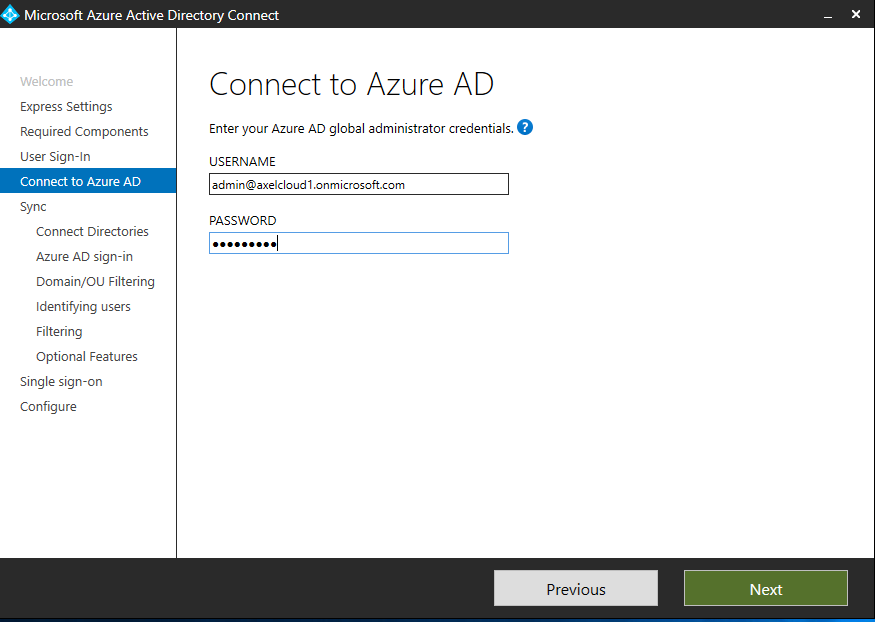 Microsoft Azure Active Directory Connect
Welcome
Express Settings
Required Components
User Sign-In
Connect to Azure AD
Sync
Connect Directories
Azure AD sign-in
Domain/OU Filtering
Identifying users
Filtering
Optional Features
Single sign-on
Configure
Connect to Azure AD
Enter your Azure AD global administrator credentials. ?
USERNAME
admin@axelcloud1.onmicrosoft.com
PASSWORD
●●●●●●●●●
Previous
Next